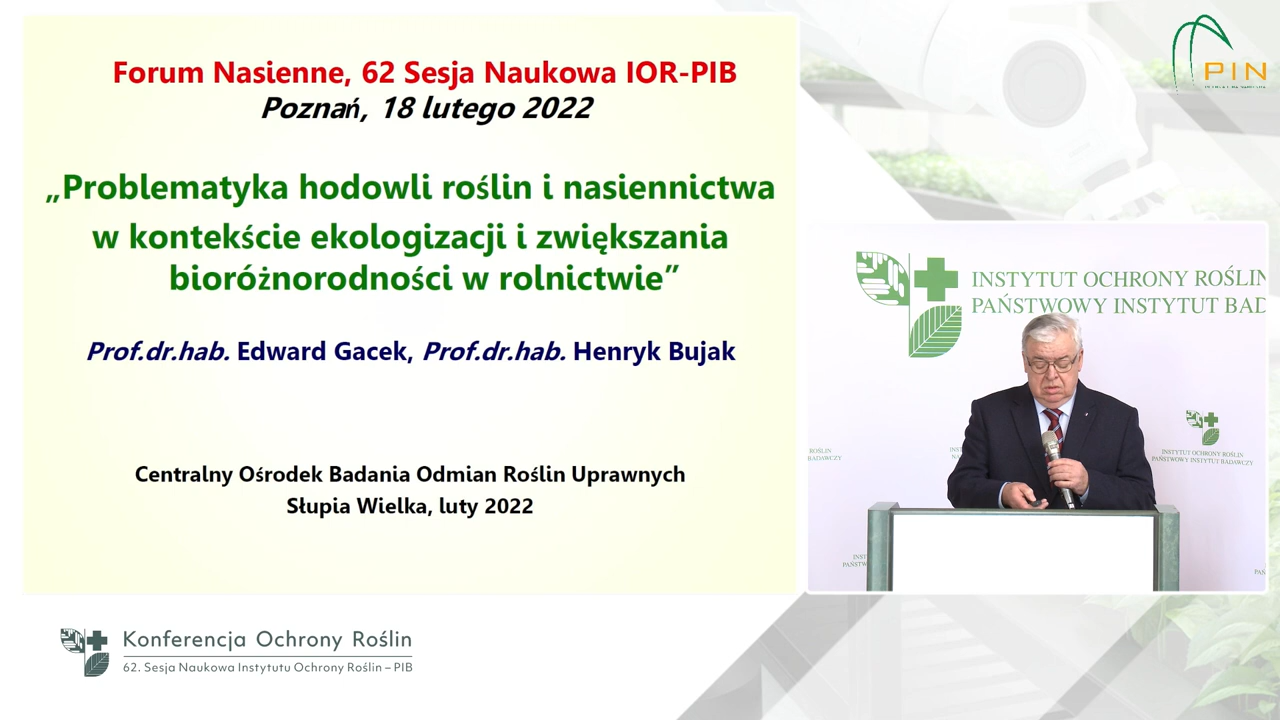 Forum Nasienne, 62 Sesja Naukowa IOR-PIB
Poznań, 18 lutego 2022
„Problematyka hodowli roślin i nasiennictwa
w kontekście ekologizacji i zwiększania
bioróżnorodności w rolnictwie”
Prof.dr.hab. Edward Gacek, Prof.dr.hab. Henryk Bujak
Centralny Ośrodek Badania Odmian Roślin Uprawnych
Słupia Wielka, luty 2022
Konferencja Ochrony Roślin
62. Sesja Naukowa Instytutu Ochrony Roślin – PIB
PIN
INSTYTUT OCHRONY ROŚLIN
PAŃSTWOWY INSTYTUT BAD
INSTYTUT OCHRONY ROŚLIN
PAŃSTWOWY INSTYTUT BADAWCZY